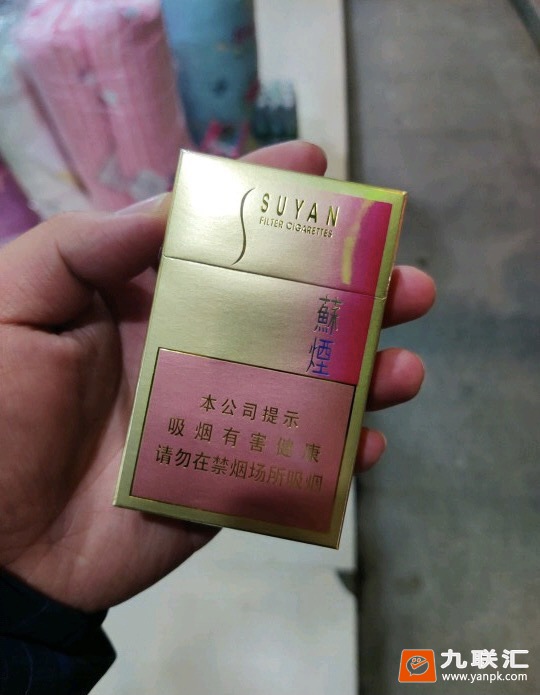 SUYAN
FILTER CIGARETTES
蘇
煙
本公司提示
吸烟有害健康
请勿在禁烟场所吸烟
九联汇
www.yanpk.com